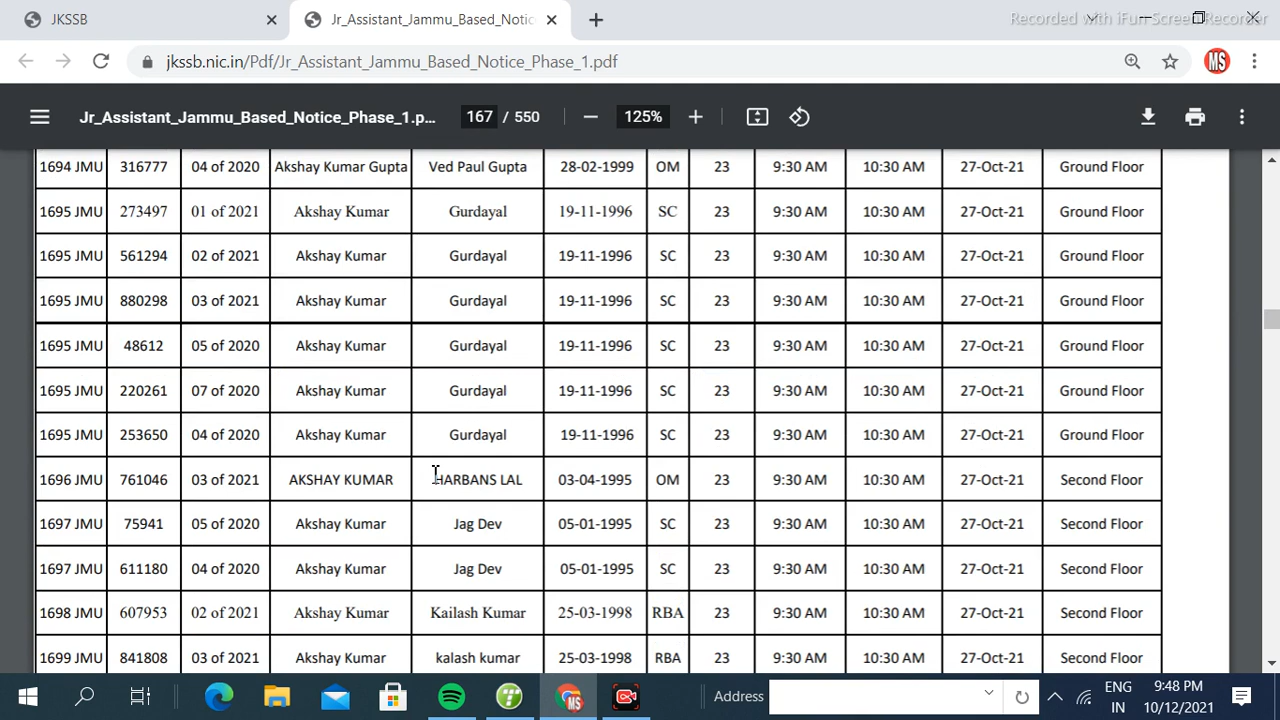 JKSSB
Jr_Assistant_Jammu_Based_Notic
Recorded with iFun Screen Recorder
jkssb.nic.in/Pdf/Jr_Assistant_Jammu_Based_Notice_Phase_1.pdf
MS
Jr_Assistant_Jammu_Based_Notice_Phase_1.p... 167 / 550 125%
1694 JMU 316777 04 of 2020 Akshay Kumar Gupta Ved Paul Gupta 28-02-1999 OM 23 9:30 AM 10:30 AM 27-Oct-21 Ground Floor
1695 JMU 273497 01 of 2021 Akshay Kumar Gurdayal 19-11-1996 SC 23 9:30 AM 10:30 AM 27-Oct-21 Ground Floor
1695 JMU 561294 02 of 2021 Akshay Kumar Gurdayal 19-11-1996 SC 23 9:30 AM 10:30 AM 27-Oct-21 Ground Floor
1695 JMU 880298 03 of 2021 Akshay Kumar Gurdayal 19-11-1996 SC 23 9:30 AM 10:30 AM 27-Oct-21 Ground Floor
1695 JMU 48612 05 of 2020 Akshay Kumar Gurdayal 19-11-1996 SC 23 9:30 AM 10:30 AM 27-Oct-21 Ground Floor
1695 JMU 220261 07 of 2020 Akshay Kumar Gurdayal 19-11-1996 SC 23 9:30 AM 10:30 AM 27-Oct-21 Ground Floor
1695 JMU 253650 04 of 2020 Akshay Kumar Gurdayal 19-11-1996 SC 23 9:30 AM 10:30 AM 27-Oct-21 Ground Floor
1696 JMU 761046 03 of 2021 AKSHAY KUMAR HARBANS LAL 03-04-1995 OM 23 9:30 AM 10:30 AM 27-Oct-21 Second Floor
1697 JMU 75941 05 of 2020 Akshay Kumar Jag Dev 05-01-1995 SC 23 9:30 AM 10:30 AM 27-Oct-21 Second Floor
1697 JMU 611180 04 of 2020 Akshay Kumar Jag Dev 05-01-1995 SC 23 9:30 AM 10:30 AM 27-Oct-21 Second Floor
1698 JMU 607953 02 of 2021 Akshay Kumar Kailash Kumar 25-03-1998 RBA 23 9:30 AM 10:30 AM 27-Oct-21 Second Floor
1699 JMU 841808 03 of 2021 Akshay Kumar kalash kumar 25-03-1998 RBA 23 9:30 AM 10:30 AM 27-Oct-21 Second Floor
MS
Address
ENG 9:48 PM
IN 10/12/2021